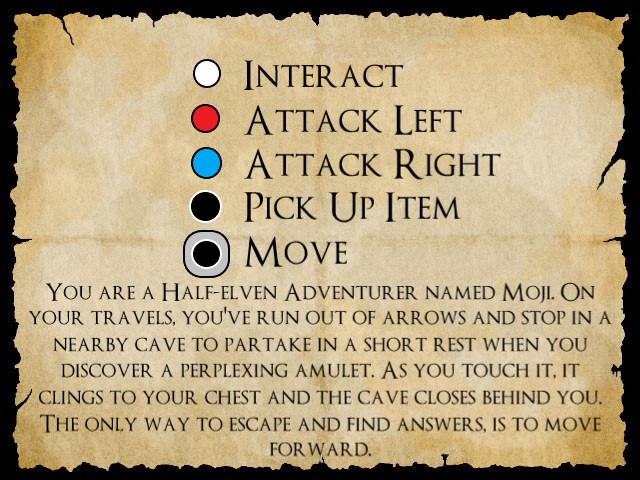 Interact
Attack Left
Attack Right
Pick Up Item
Move
You are a Half-elven Adventurer named Moji. On
your travels, you've run out of arrows and stop in a
nearby cave to partake in a short rest when you
discover a perplexing amulet. As you touch it, it
clings to your chest and the cave closes behind you.
The only way to escape and find answers, is to move
forward.